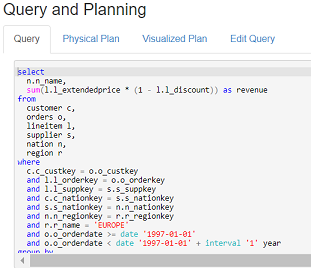 Query and Planning
Query Physical Plan Visualized Plan Edit Query
select
n.n_name,
sum(l.l_extendedprice * (1 - l.l_discount)) as revenue
from
customer c,
orders o,
lineitem l,
supplier s,
nation n,
region r
where
c.c_custkey = o.o_custkey
and l.l_orderkey = o.o_orderkey
and l.l_suppkey = s.s_suppkey
and c.c_nationkey = s.s_nationkey
and s.s_nationkey = n.n_nationkey
and n.n_regionkey = r.r_regionkey
and r.r_name = 'EUROPE'
and o.o_orderdate >= date '1997-01-01'
and o.o_orderdate < date '1997-01-01' + interval '1' year
group by